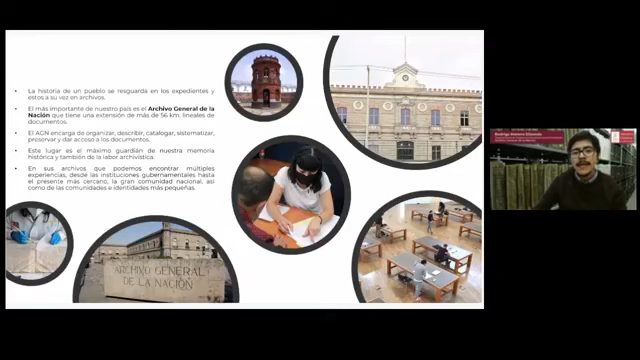 La historia de un pueblo se resguarda en los expedientes y
estos a su vez en archivos.
El más importante de nuestro país es el Archivo General de la
Nación que tiene una extensión de más de 56 km. lineales de
documentos.
El AGN encarga de organizar, describir, catalogar, sistematizar,
preservar y dar acceso a los documentos.
Este lugar es el máximo guardián de nuestra memoria
histórica y también de la labor archivística.
En sus archivos que podemos encontrar múltiples
experiencias, desde las instituciones gubernamentales hasta
el presente más cercano, la gran comunidad nacional, así
como de las comunidades e identidades más pequeñas.
ARCHIVO GENERAL
DE LA NACIÓN
Rodrigo Moreno